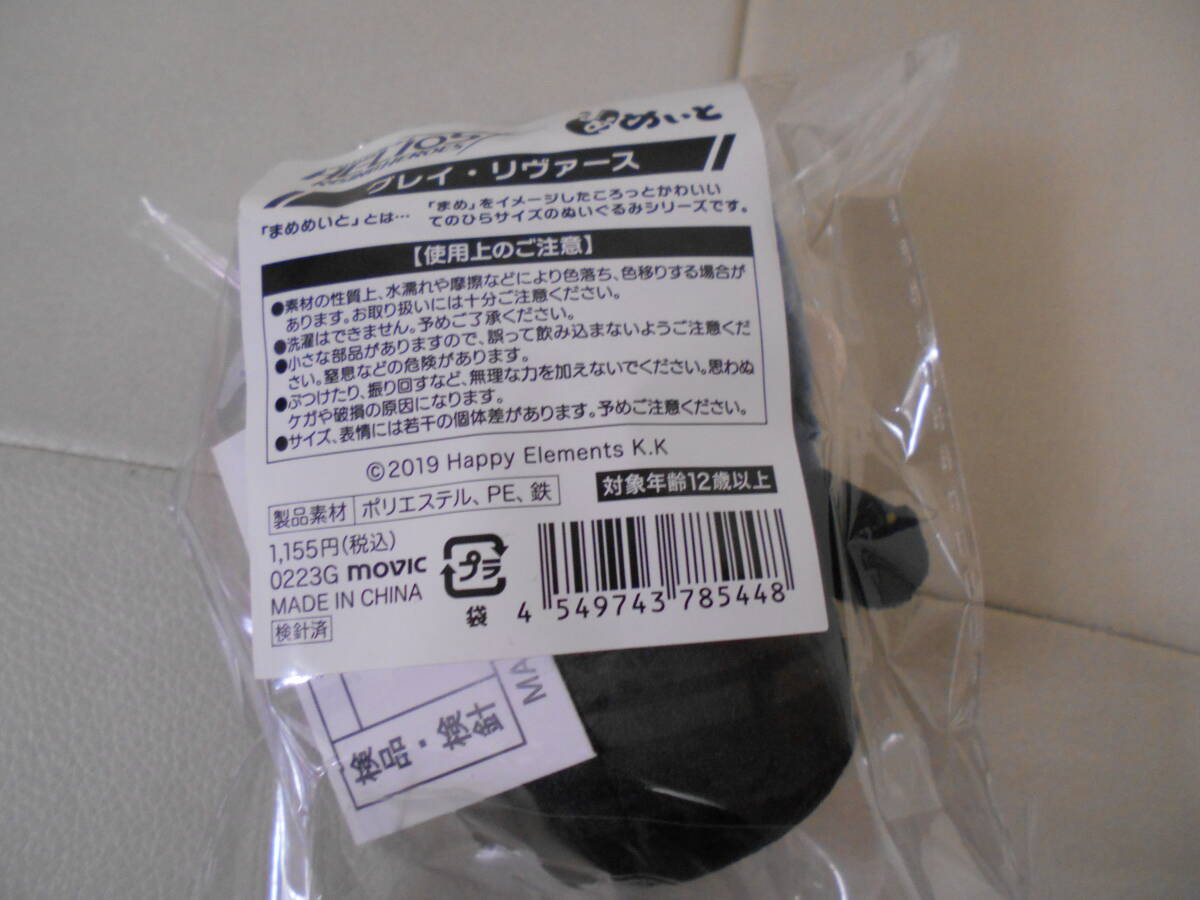 めいと
グレイ・リヴァース
「まめめいと」とは… 「まめ」をイメージしたころっとかわいい
てのひらサイズのぬいぐるみシリーズです。
【使用上のご注意】
●素材の性質上、水濡れや摩擦などにより色落ち、色移りする場合が
あります。お取り扱いには十分ご注意ください。
●洗濯はできません。予めご了承ください。
●小さな部品がありますので、誤って飲み込まないようご注意くだ
さい。窒息などの危険があります。
●ぶつけたり、振り回すなど、無理な力を加えないでください。思わぬ
ケガや破損の原因になります。
●サイズ、表情には若干の個体差があります。予めご注意ください。
©2019 Happy Elements K.K
製品素材 ポリエステル、PE、鉄
対象年齢12歳以上
1,155円(税込)
0223G movic
MADE IN CHINA
検針済
プラ
袋
4 549743 785448
検品・検針
MA